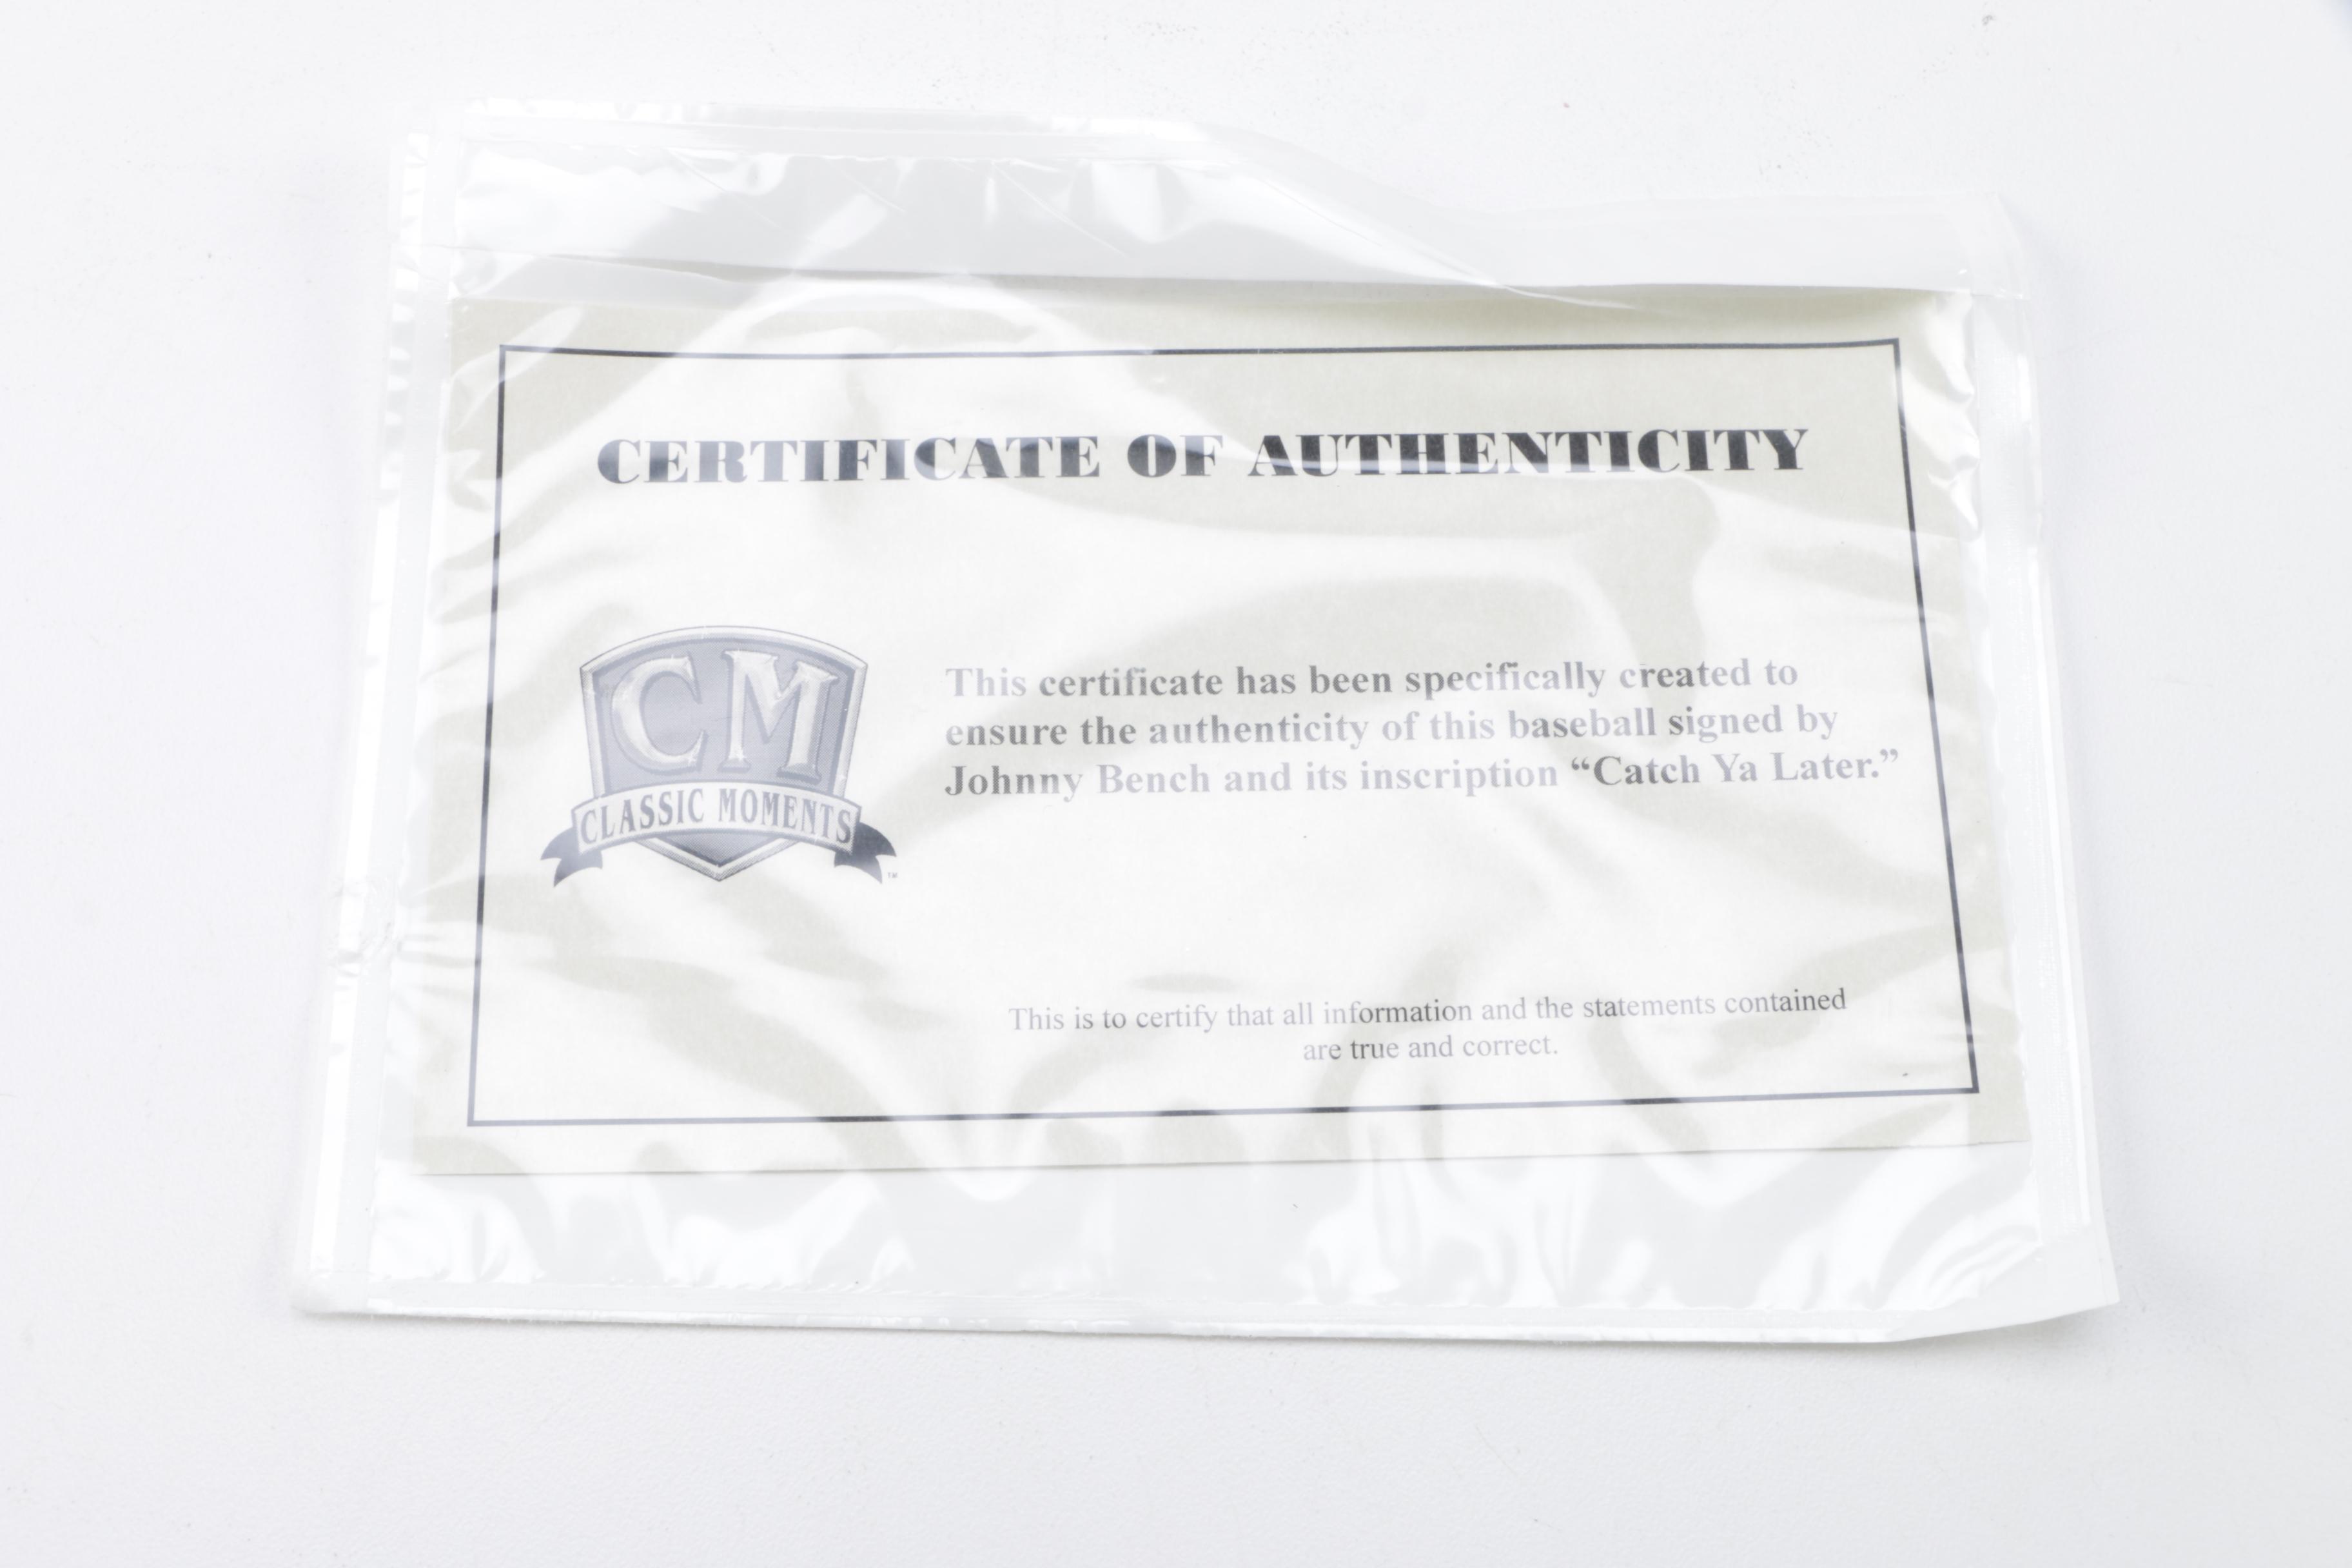 CERTIFICATE OF AUTHENTICITY
CM
CLASSIC MOMENTS
TM
This certificate has been specifically created to
ensure the authenticity of this baseball signed by
Johnny Bench and its inscription “Catch Ya Later.”
This is to certify that all information and the statements contained
are true and correct.